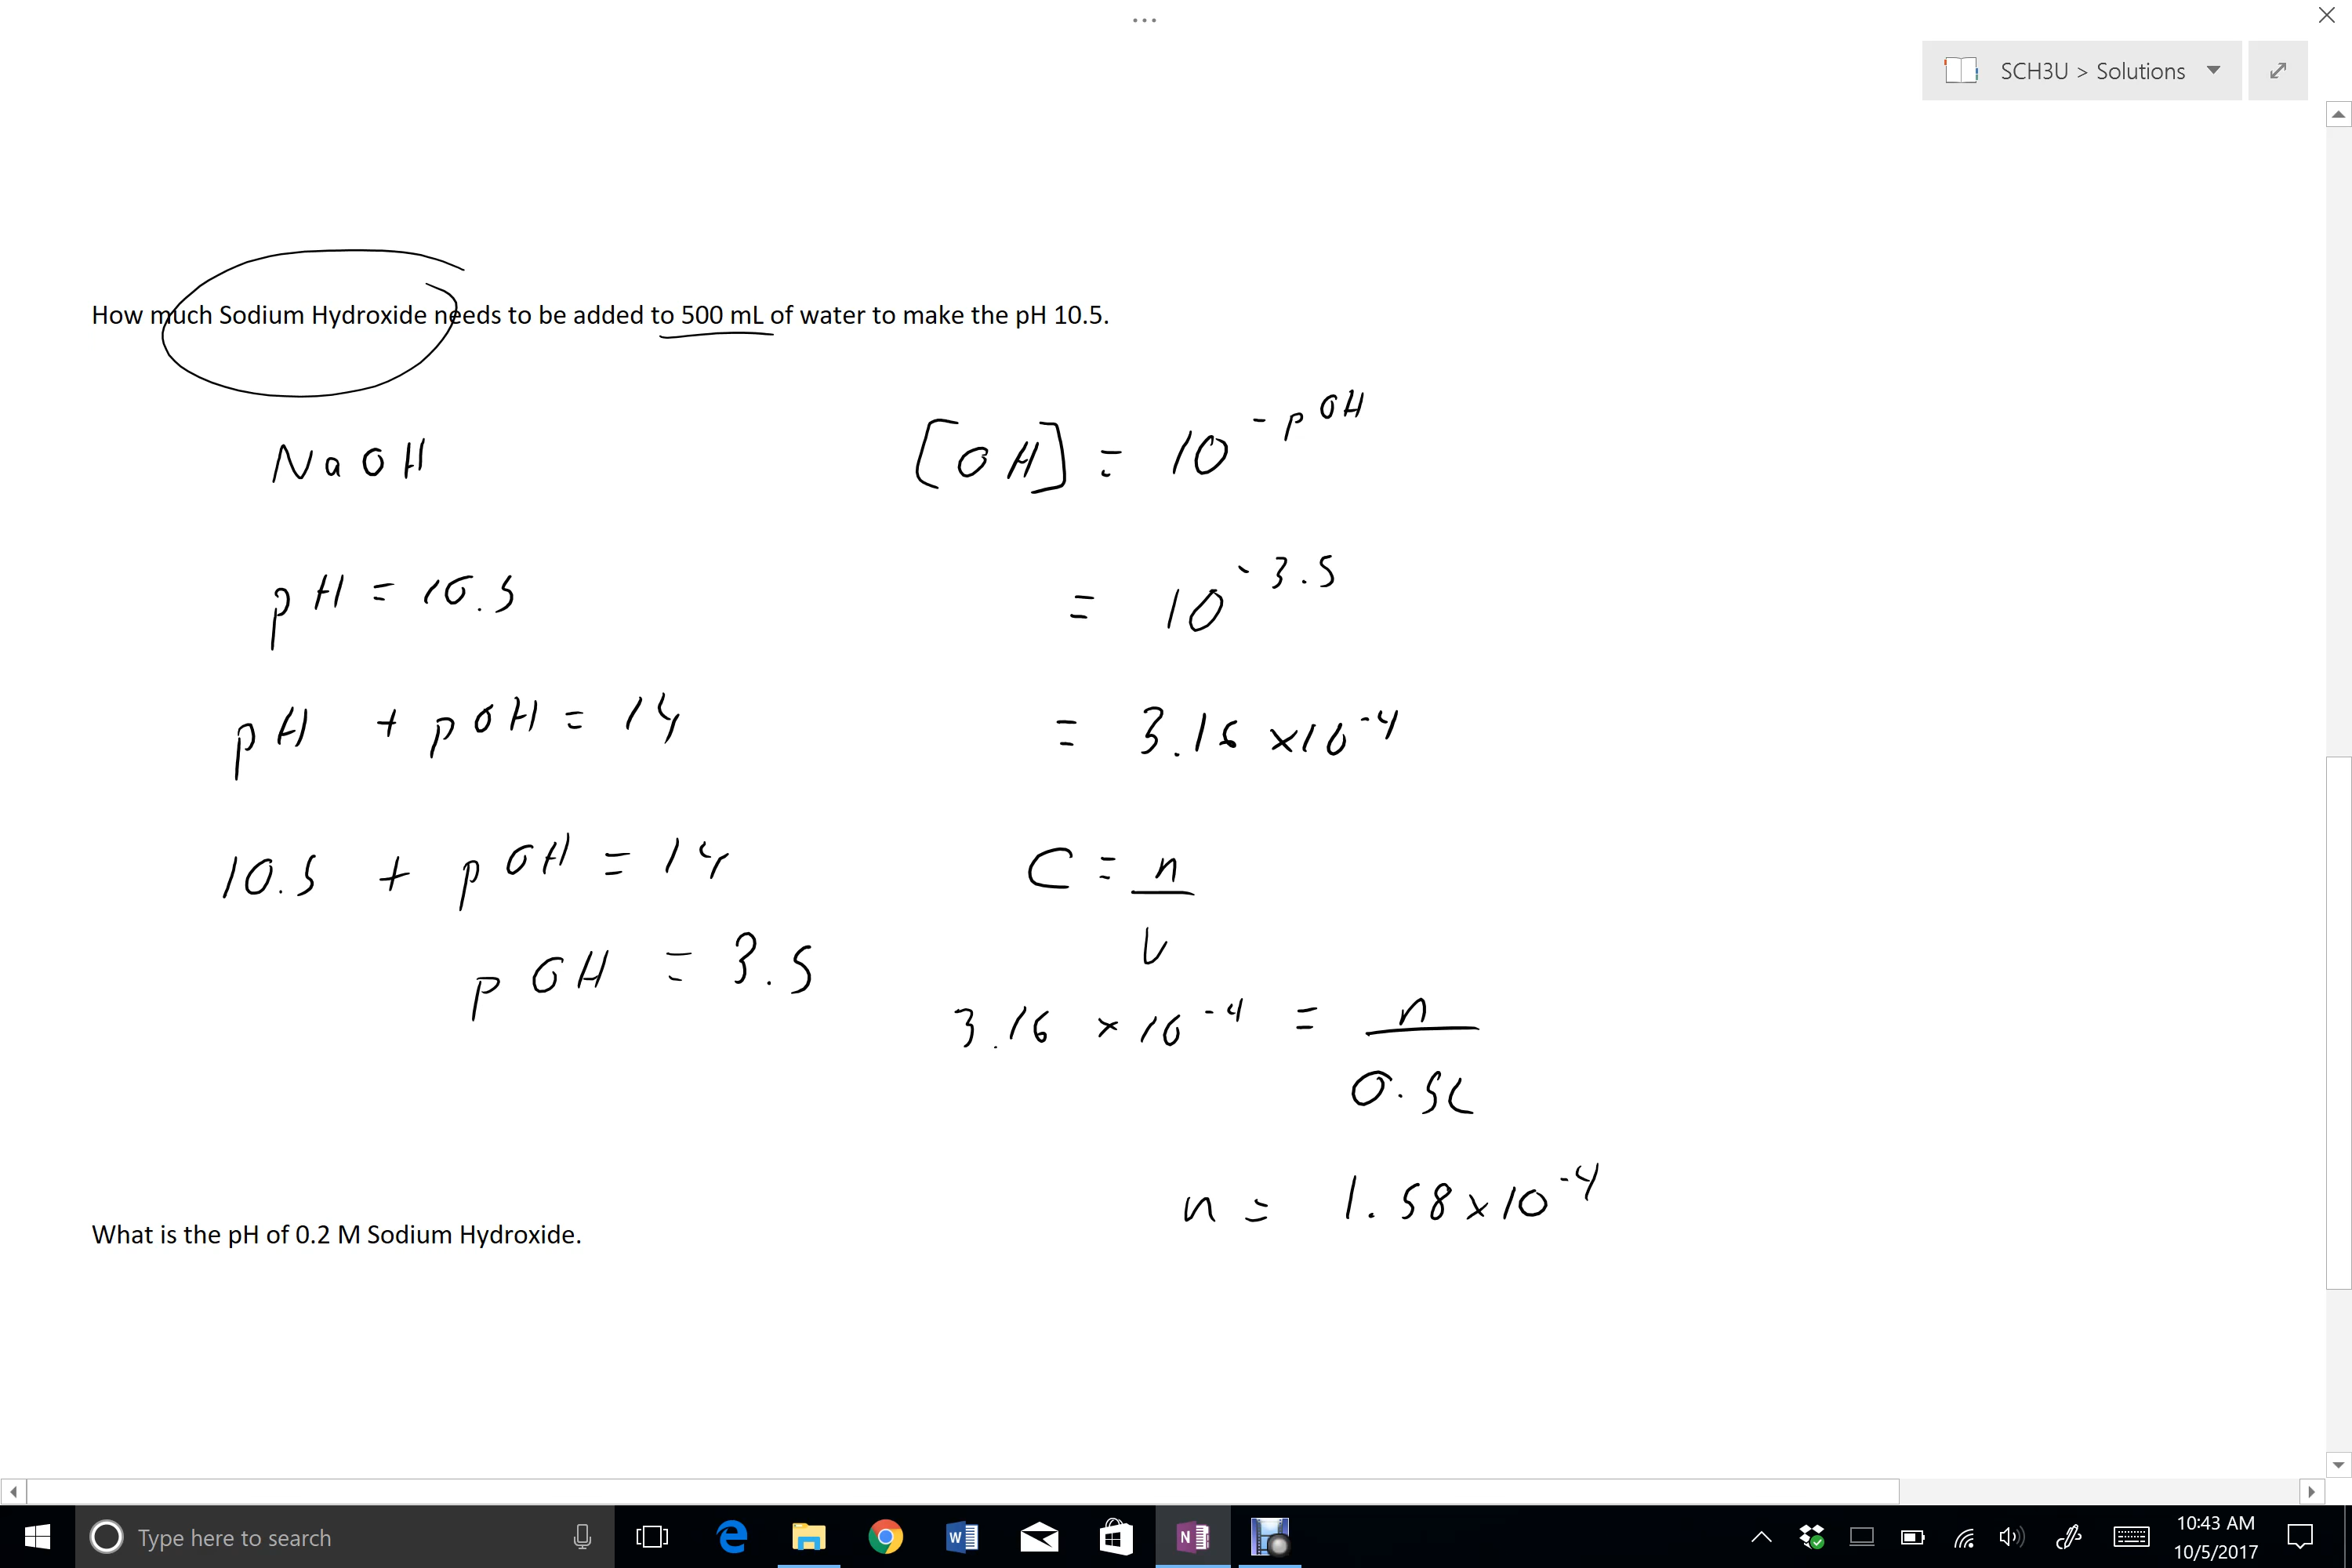 SCH3U > Solutions
How much Sodium Hydroxide needs to be added to 500 mL of water to make the pH 10.5.
NaOH
pH = 10.5
pH + pOH = 14
10.5 + pOH = 14
pOH = 3.5
[OH] = 10^-pOH
= 10^-3.5
= 3.16 × 10^-4
C = n/V
3.16 × 10^-4 = n/0.5L
n = 1.58 × 10^-4
What is the pH of 0.2 M Sodium Hydroxide.
Type here to search
10:43 AM
10/5/2017